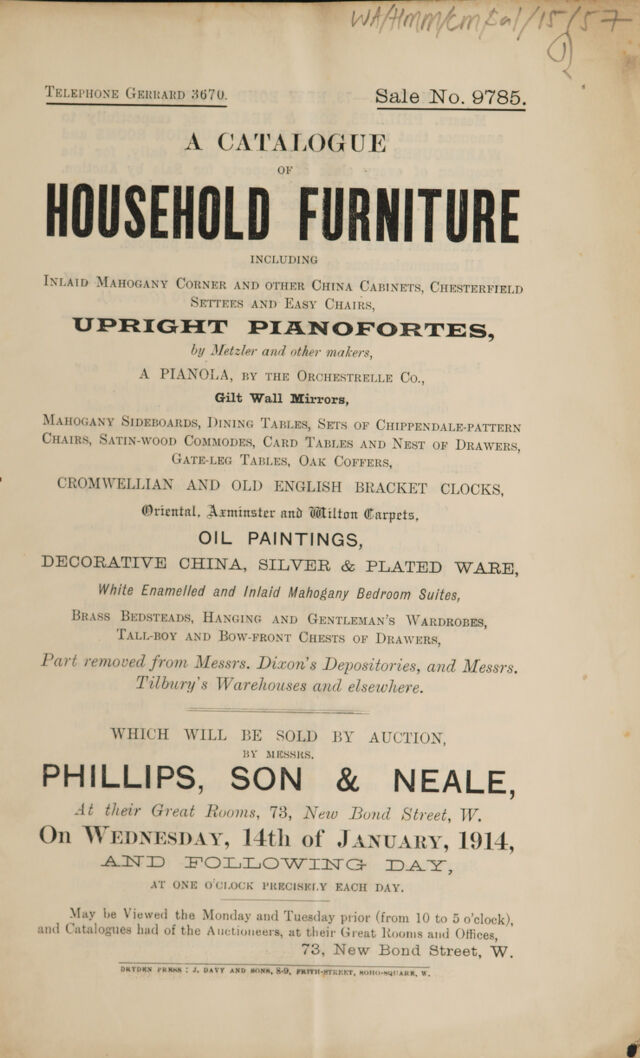 WA/Hmm/cm/Sal/15/57
TELEPHONE GERRARD 3670.
Sale No. 9785.
A CATALOGUE
OF
HOUSEHOLD FURNITURE
INCLUDING
INLAID MAHOGANY CORNER AND OTHER CHINA CABINETS, CHESTERFIELD
SETTEES AND EASY CHAIRS,
UPRIGHT PIANOFORTES,
by Metzler and other makers,
A PIANOLA, BY THE ORCHESTRELLE CO.,
Gilt Wall Mirrors,
MAHOGANY SIDEBOARDS, DINING TABLES, SETS OF CHIPPENDALE-PATTERN
CHAIRS, SATIN-WOOD COMMODES, CARD TABLES AND NEST OF DRAWERS,
GATE-LEG TABLES, OAK COFFERS,
CROMWELLIAN AND OLD ENGLISH BRACKET CLOCKS,
Oriental, Axminster and Wilton Carpets,
OIL PAINTINGS,
DECORATIVE CHINA, SILVER & PLATED WARE,
White Enamelled and Inlaid Mahogany Bedroom Suites,
BRASS BEDSTEADS, HANGING AND GENTLEMAN'S WARDROBES,
TALL-BOY AND BOW-FRONT CHESTS OF DRAWERS,
Part removed from Messrs. Dixon's Depositories, and Messrs.
Tilbury's Warehouses and elsewhere.
WHICH WILL BE SOLD BY AUCTION,
BY MESSRS.
PHILLIPS, SON & NEALE,
At their Great Rooms, 73, New Bond Street, W.
On WEDNESDAY, 14th of JANUARY, 1914,
AND FOLLOWING DAY,
AT ONE O'CLOCK PRECISELY EACH DAY.
May be Viewed the Monday and Tuesday prior (from 10 to 5 o'clock),
and Catalogues had of the Auctioneers, at their Great Rooms and Offices,
73, New Bond Street, W.
DRYDEN PRESS : J. DAVY AND SONS, 8-9, FRITH-STREET, SOHO-SQUARE, W.